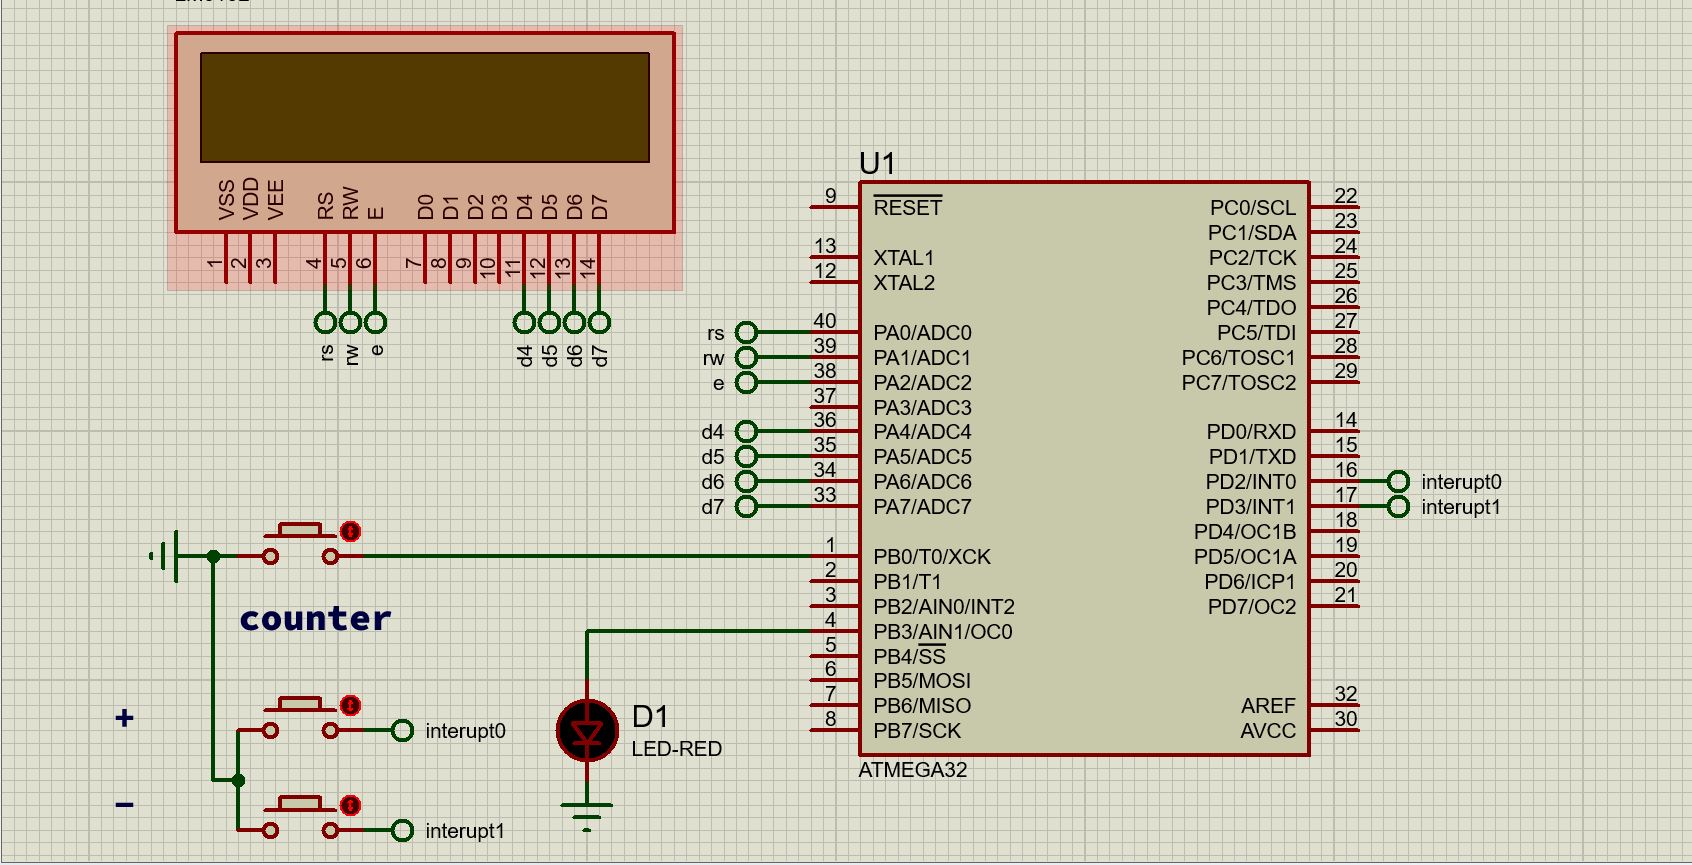 VSS
VDD
VEE
RS
RW
E
D0
D1
D2
D3
D4
D5
D6
D7
1
2
3
4
5
6
7
8
9
10
11
12
13
14
rs
rw
e
d4
d5
d6
d7
U1
9 RESET
13 XTAL1
12 XTAL2
rs 40 PA0/ADC0
rw 39 PA1/ADC1
e 38 PA2/ADC2
37 PA3/ADC3
d4 36 PA4/ADC4
d5 35 PA5/ADC5
d6 34 PA6/ADC6
d7 33 PA7/ADC7
1 PB0/T0/XCK
2 PB1/T1
3 PB2/AIN0/INT2
4 PB3/AIN1/OC0
5 PB4/SS
6 PB5/MOSI
7 PB6/MISO
8 PB7/SCK
PC0/SCL 22
PC1/SDA 23
PC2/TCK 24
PC3/TMS 25
PC4/TDO 26
PC5/TDI 27
PC6/TOSC1 28
PC7/TOSC2 29
PD0/RXD 14
PD1/TXD 15
PD2/INT0 16 interupt0
PD3/INT1 17 interupt1
PD4/OC1B 18
PD5/OC1A 19
PD6/ICP1 20
PD7/OC2 21
AREF 32
AVCC 30
ATMEGA32
counter
+
interupt0
−
interupt1
D1
LED-RED